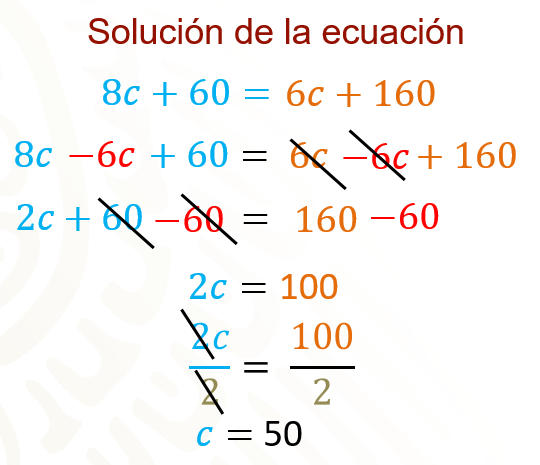 Solución de la ecuación
8c + 60 = 6c + 160
8c −6c + 60 = 6c −6c + 160
2c + 60 −60 = 160 −60
2c = 100
2c/2 = 100/2
c = 50